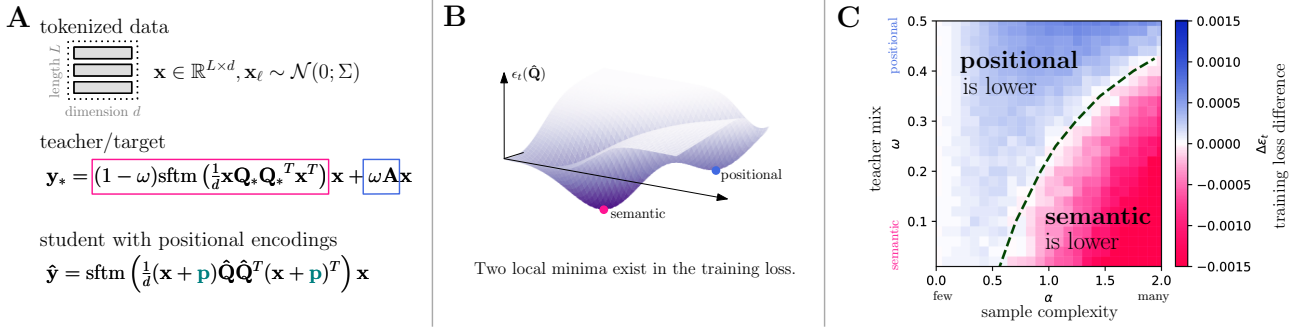 A
tokenized data
length L
dimension d
x ∈ ℝ^{L×d}, x_ℓ ∼ 𝒩(0; Σ)
teacher/target
y_* = (1 − ω)sftm (1/d xQ_*Q_*^T x^T) x + ωAx
student with positional encodings
ŷ = sftm (1/d (x + p)Q̂Q̂^T(x + p)^T) x
B
ϵ_t(Q̂)
positional
semantic
Two local minima exist in the training loss.
C
positional
semantic
teacher mix
ω
0.5
0.4
0.3
0.2
0.1
positional
is lower
semantic
is lower
0.0 0.5 1.0 1.5 2.0
few α many
sample complexity
0.0015
0.0010
0.0005
0.0000
−0.0005
−0.0010
−0.0015
Δε_t
training loss difference